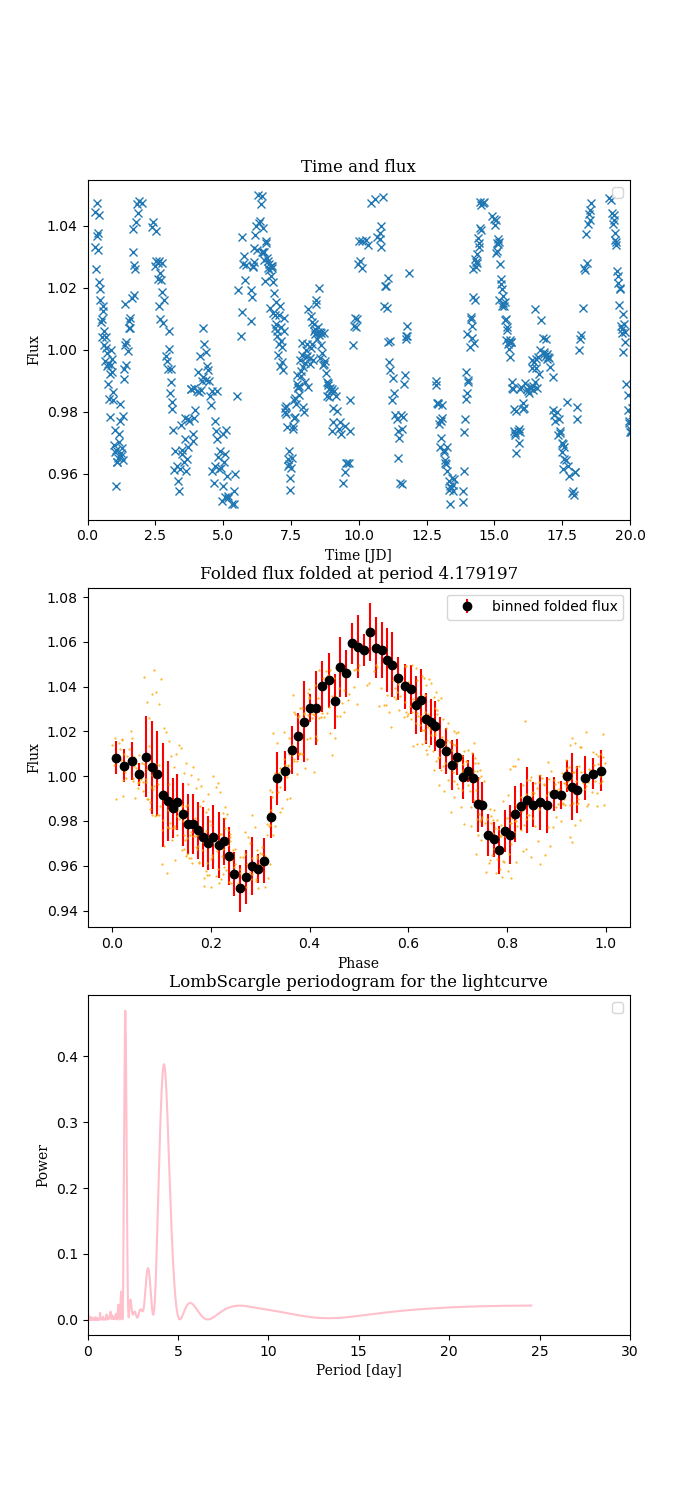 Time and flux
Flux
1.04
1.02
1.00
0.98
0.96
0.0 2.5 5.0 7.5 10.0 12.5 15.0 17.5 20.0
Time [JD]
Folded flux folded at period 4.179197
binned folded flux
Flux
1.08
1.06
1.04
1.02
1.00
0.98
0.96
0.94
0.0 0.2 0.4 0.6 0.8 1.0
Phase
LombScargle periodogram for the lightcurve
Power
0.4
0.3
0.2
0.1
0.0
0 5 10 15 20 25 30
Period [day]